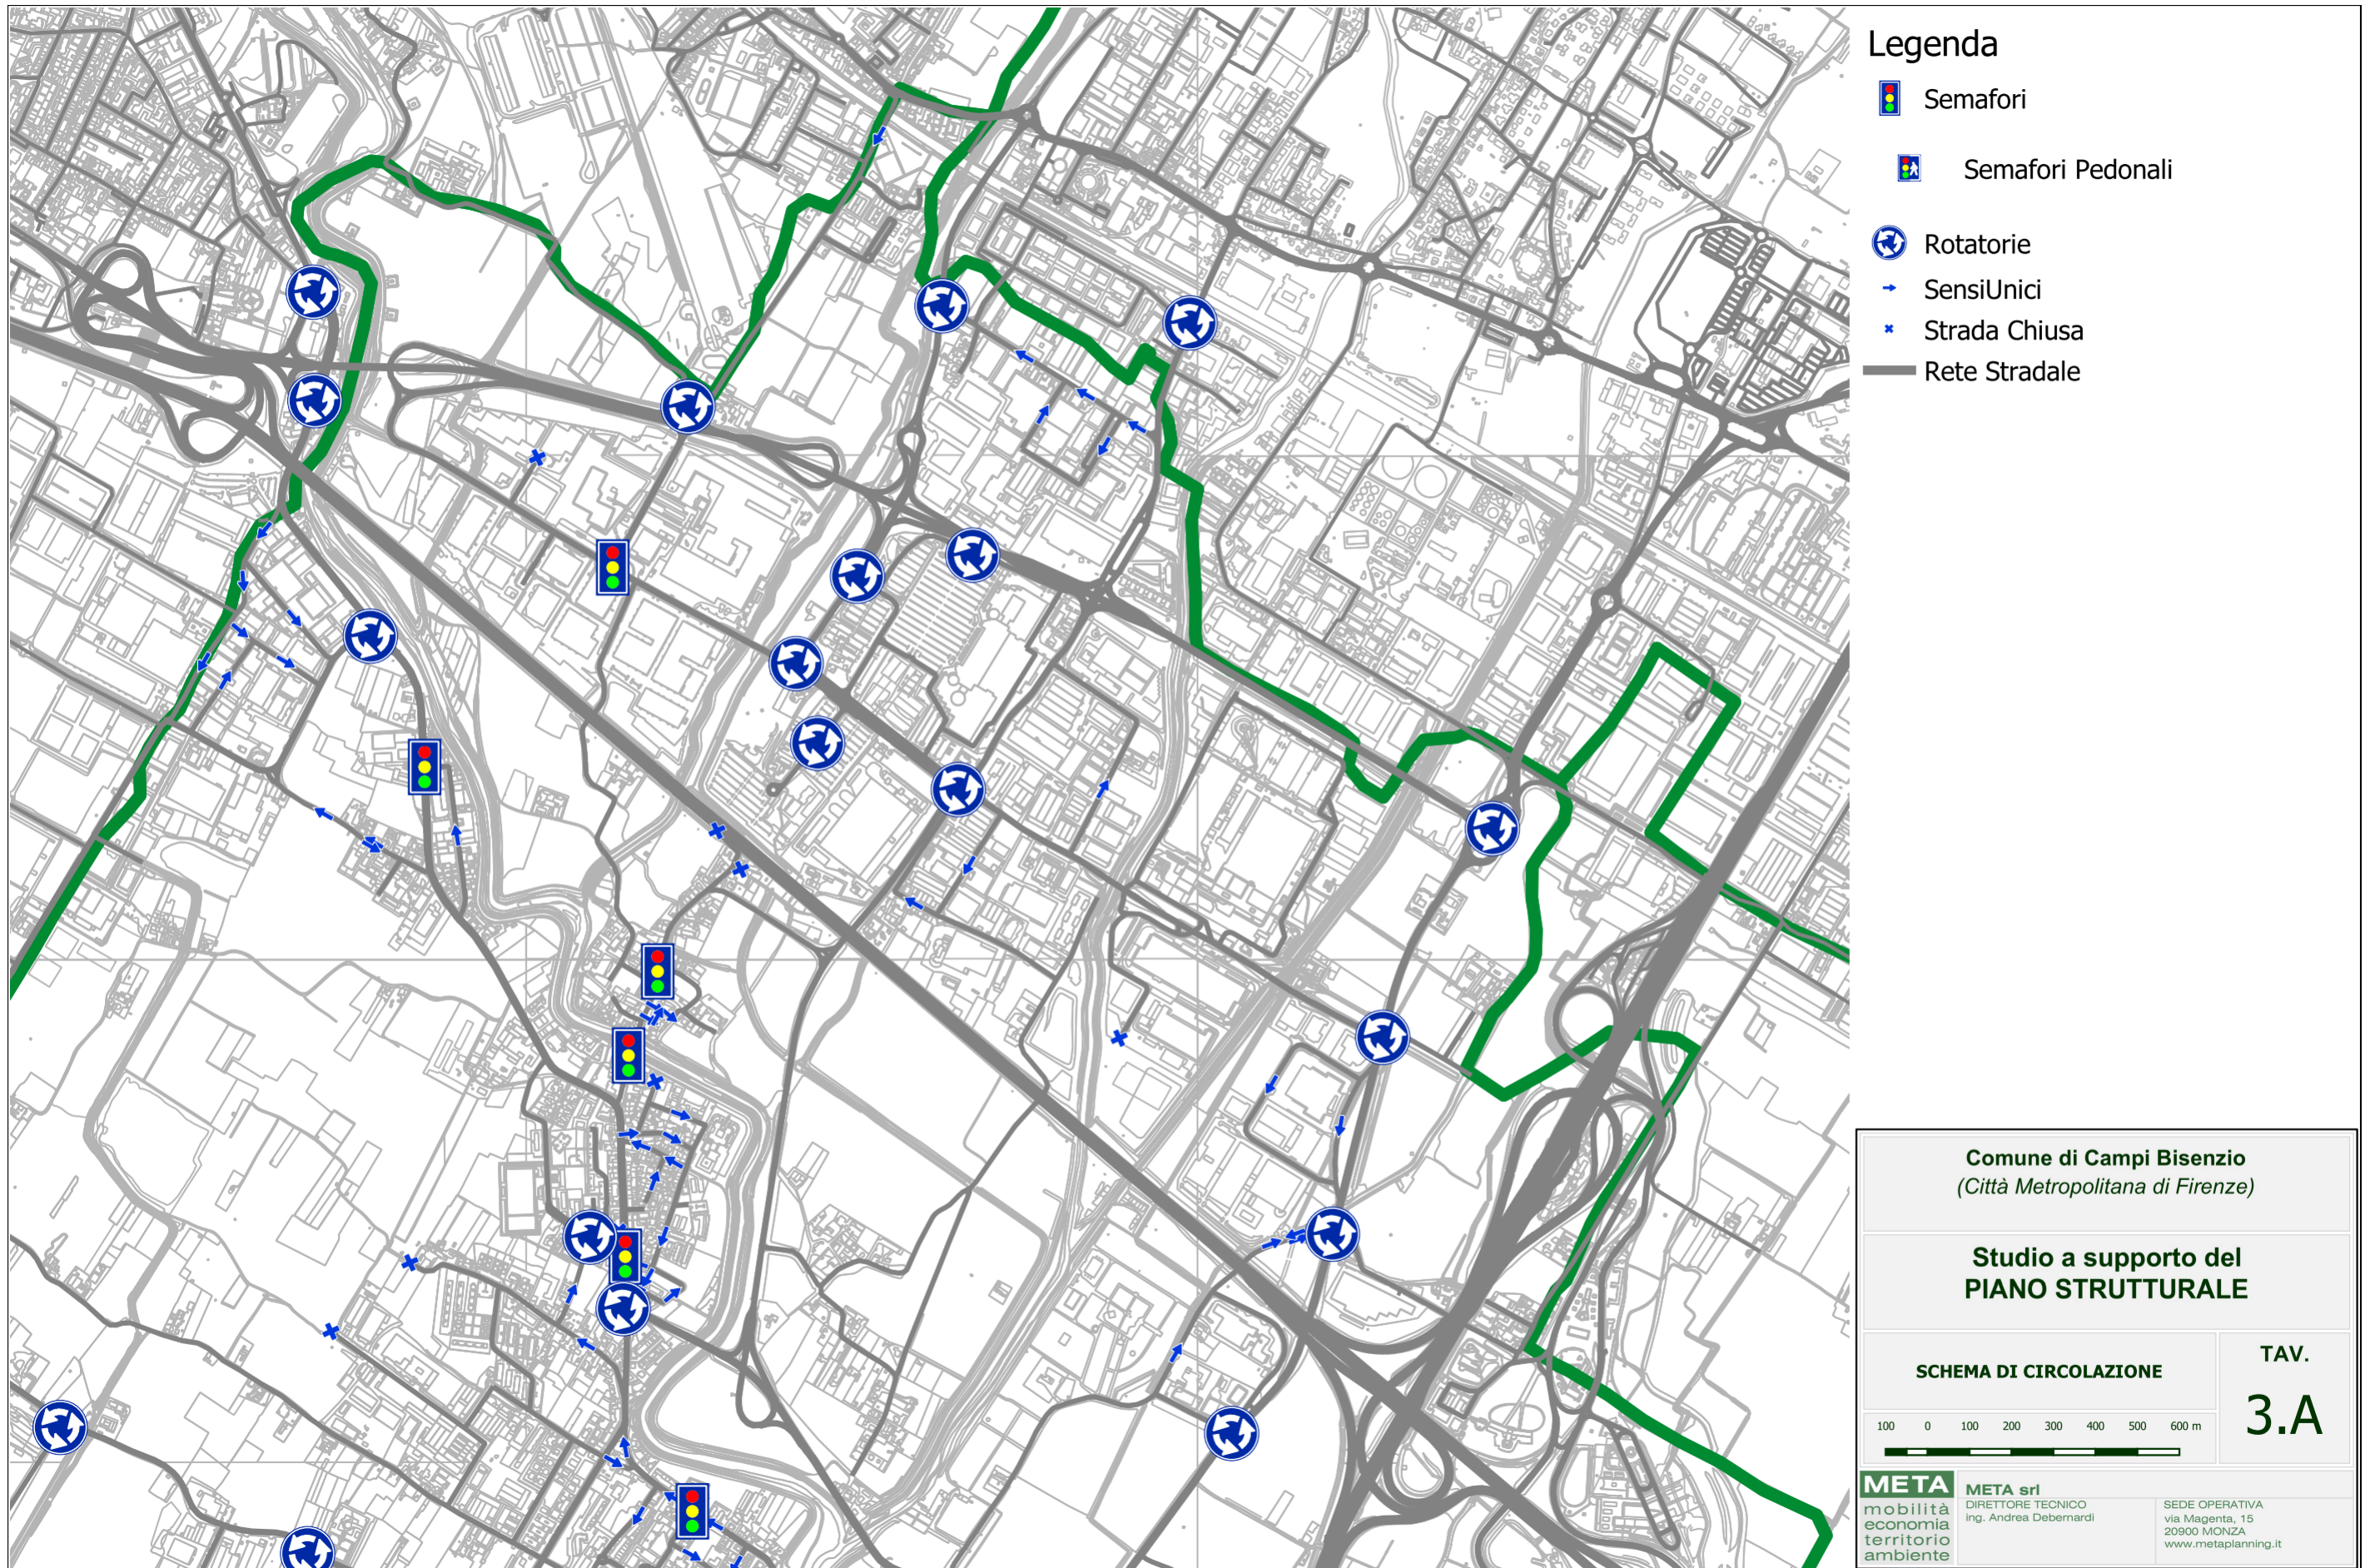 Legenda
Semafori
Semafori Pedonali
Rotatorie
SensiUnici
Strada Chiusa
Rete Stradale
Comune di Campi Bisenzio
(Città Metropolitana di Firenze)
Studio a supporto del
PIANO STRUTTURALE
SCHEMA DI CIRCOLAZIONE
TAV.
3.A
100 0 100 200 300 400 500 600 m
META
mobilità
economia
territorio
ambiente
META srl
DIRETTORE TECNICO
ing. Andrea Debernardi
SEDE OPERATIVA
via Magenta, 15
20900 MONZA
www.metaplanning.it